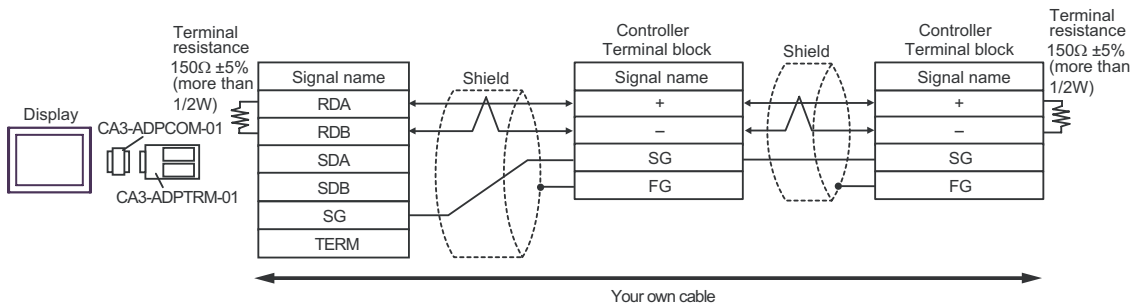 Terminal
resistance
150Ω ±5%
(more than
1/2W)
Display
CA3-ADPCOM-01
CA3-ADPTRM-01
Signal name
RDA
RDB
SDA
SDB
SG
TERM
Shield
Controller
Terminal block
Signal name
+
–
SG
FG
Shield
Controller
Terminal block
Signal name
+
–
SG
FG
Terminal
resistance
150Ω ±5%
(more than
1/2W)
Your own cable